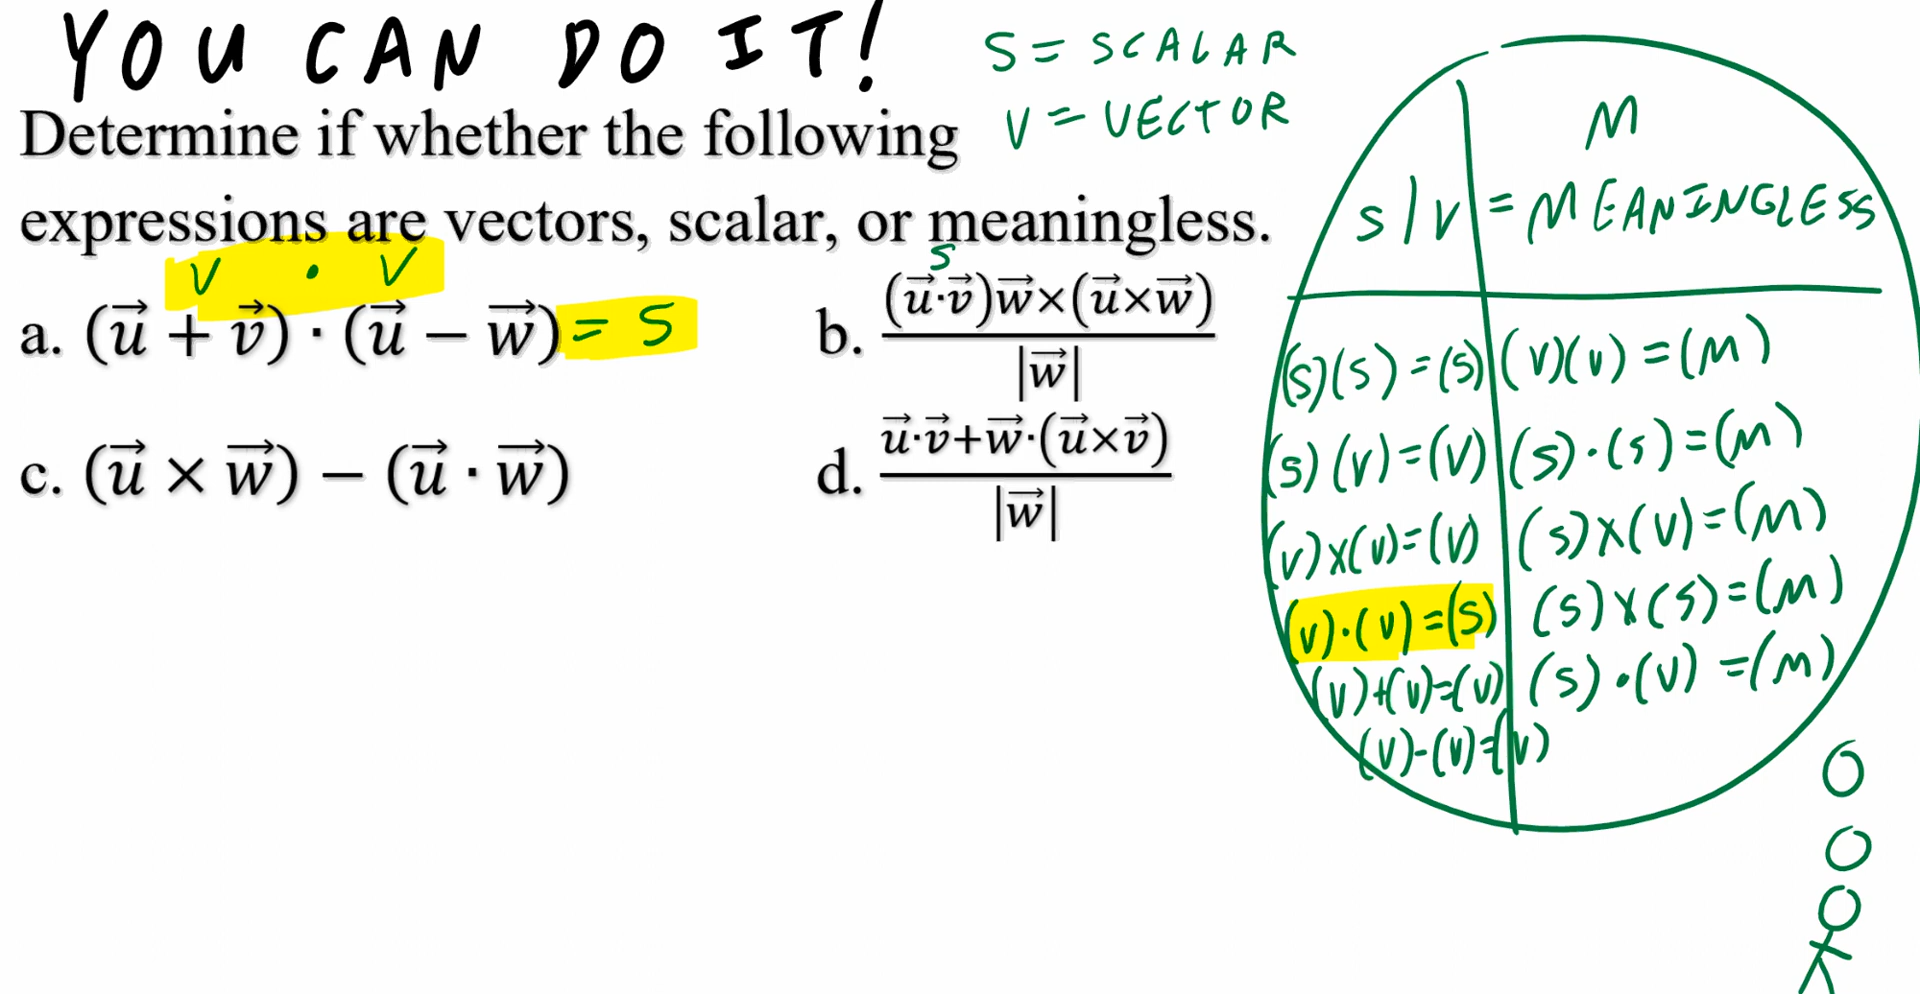 YOU CAN DO IT!
S = SCALAR
V = VECTOR
Determine if whether the following
expressions are vectors, scalar, or meaningless.
V · V
a. (u⃗ + v⃗) · (u⃗ − w⃗) = S
S
b. (u⃗·v⃗)w⃗×(u⃗×w⃗)
|w⃗|
c. (u⃗ × w⃗) − (u⃗ · w⃗)
d. u⃗·v⃗+w⃗·(u⃗×v⃗)
|w⃗|
S/V
M
= MEANINGLESS
(S)(S) = (S)
(S)(V) = (V)
(V)×(V) = (V)
(V)·(V) = (S)
(V)+(V) = (V)
(V)-(V) = (V)
(V)(V) = (M)
(S)·(S) = (M)
(S)×(V) = (M)
(S)×(S) = (M)
(S)·(V) = (M)